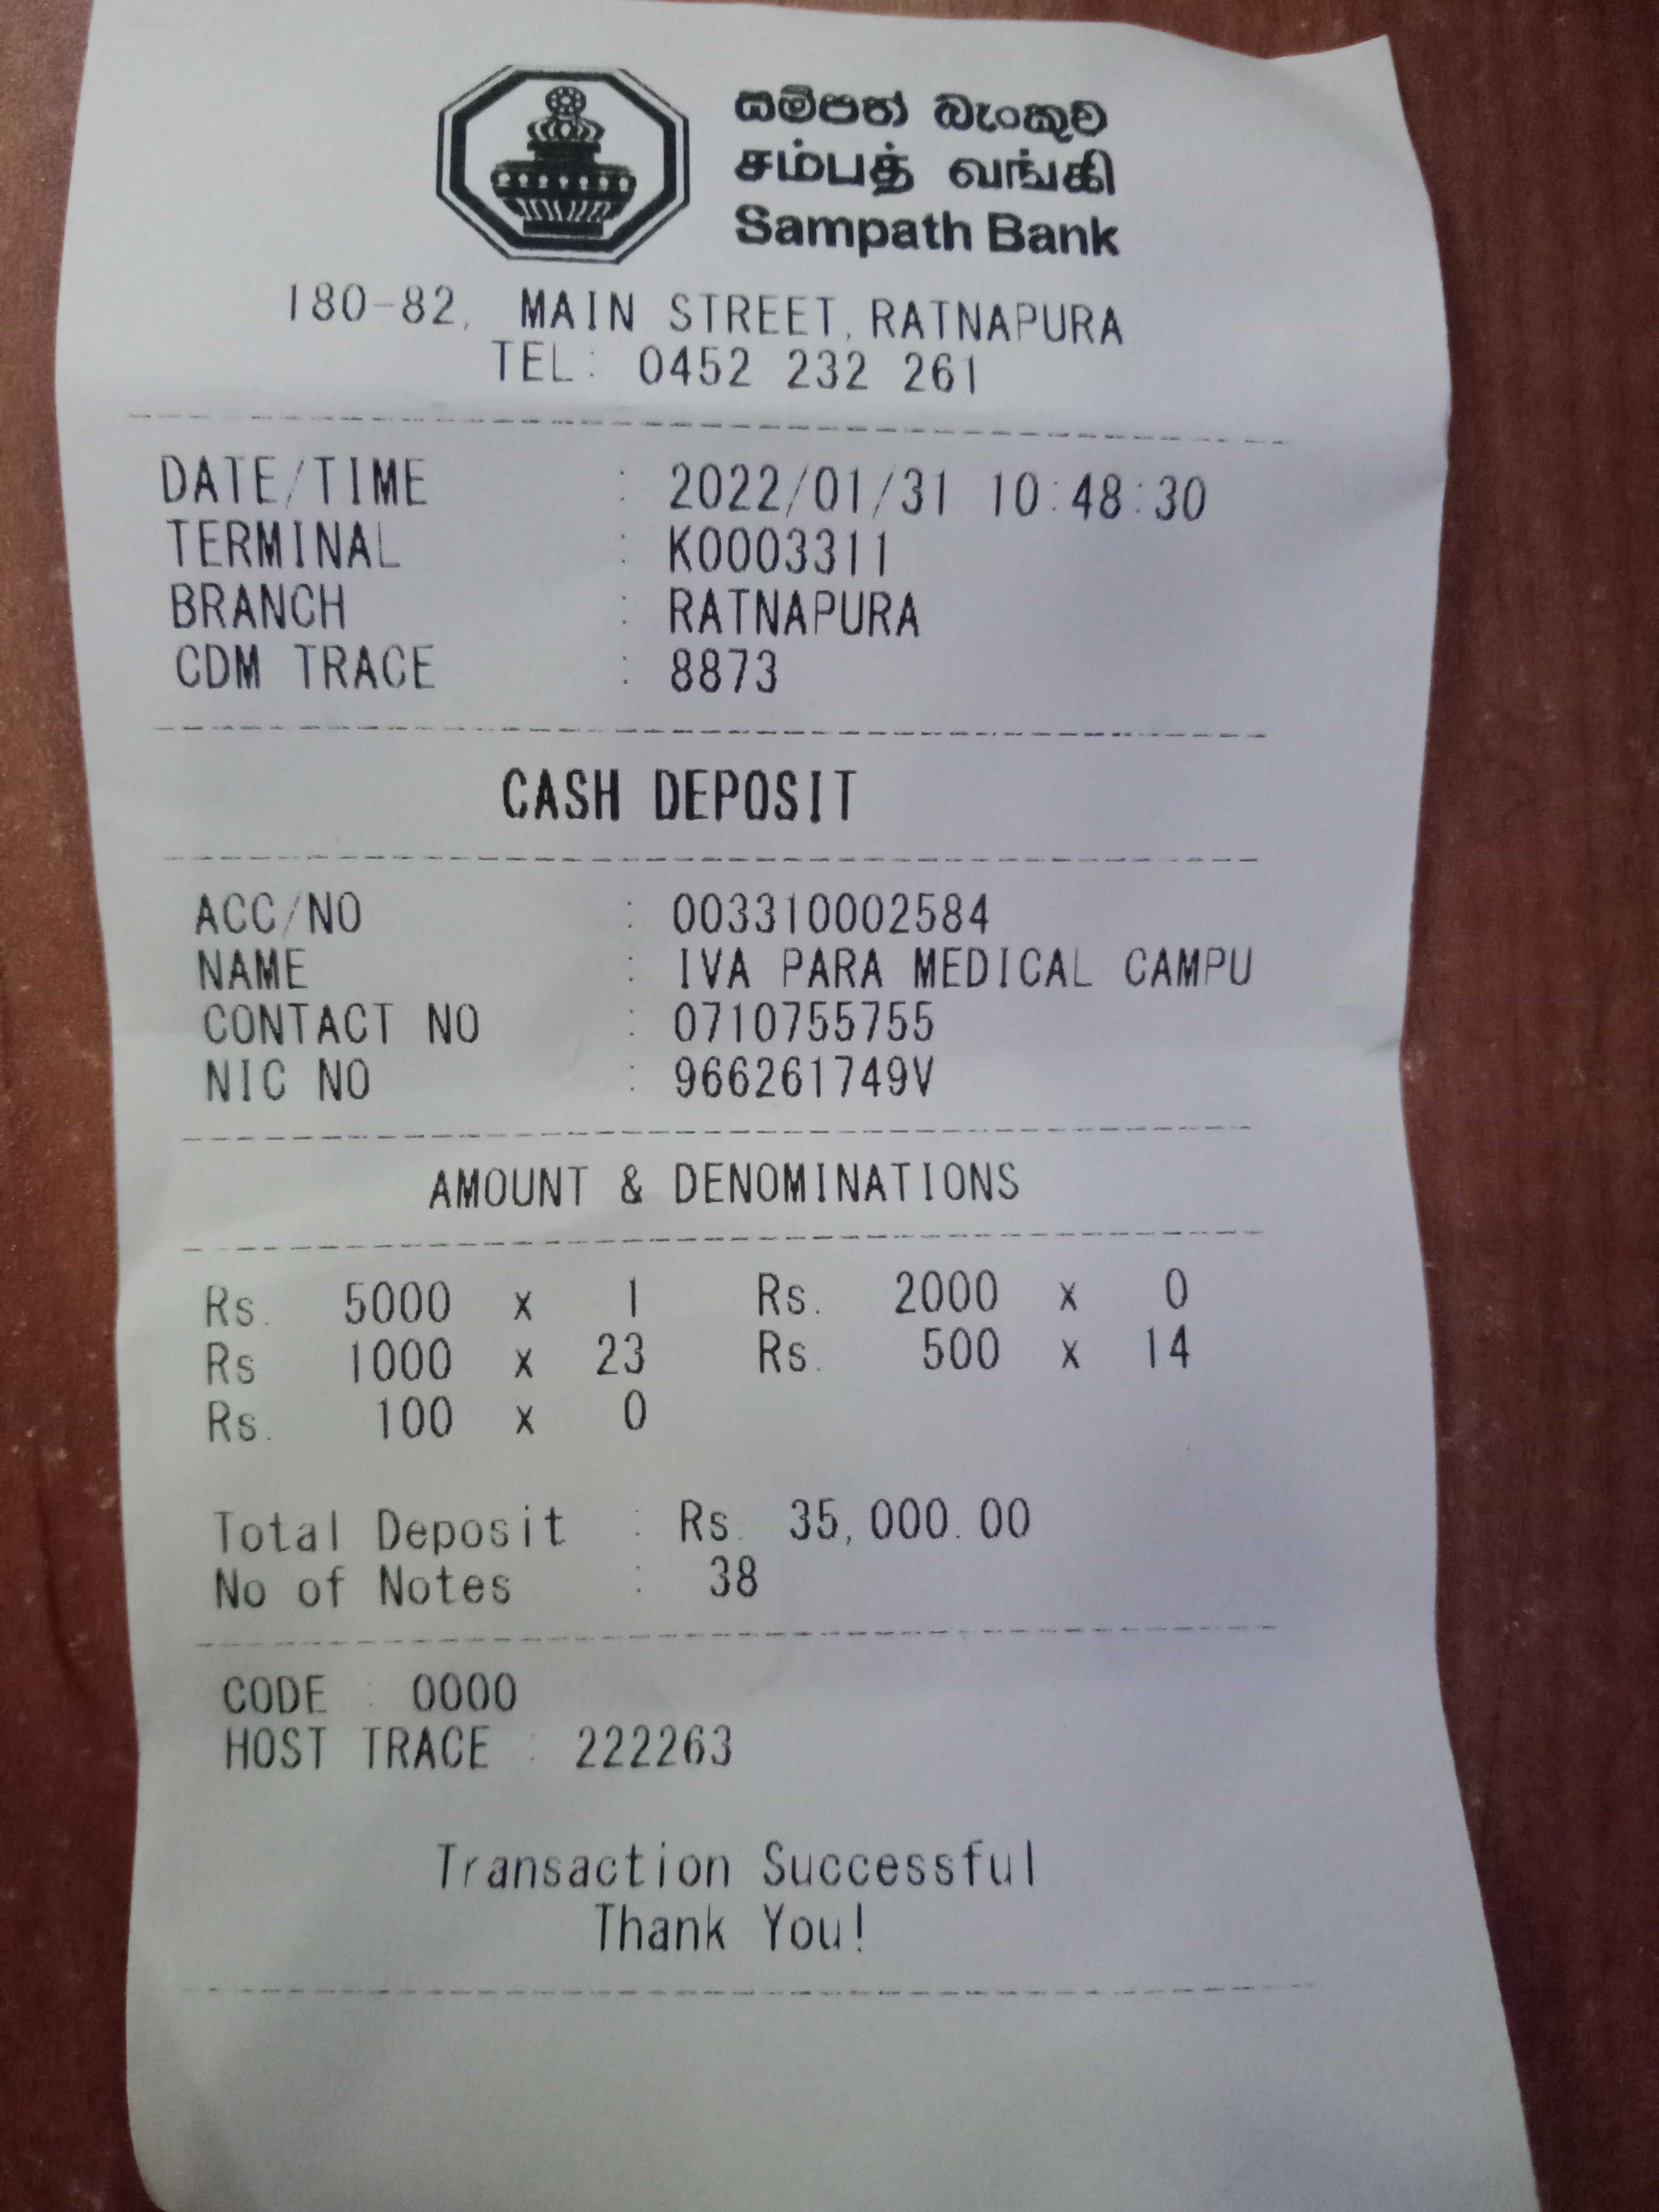 සම්පත් බැංකුව
சம்பத் வங்கி
Sampath Bank
180-82, MAIN STREET, RATNAPURA
TEL: 0452 232 261
DATE/TIME : 2022/01/31 10:48:30
TERMINAL : K0003311
BRANCH : RATNAPURA
CDM TRACE : 8873
CASH DEPOSIT
ACC/NO : 003310002584
NAME : IVA PARA MEDICAL CAMPU
CONTACT NO : 0710755755
NIC NO : 966261749V
AMOUNT & DENOMINATIONS
Rs. 5000 x 1 Rs. 2000 x 0
Rs 1000 x 23 Rs. 500 x 14
Rs. 100 x 0
Total Deposit : Rs. 35,000.00
No of Notes : 38
CODE : 0000
HOST TRACE : 222263
Transaction Successful
Thank You!